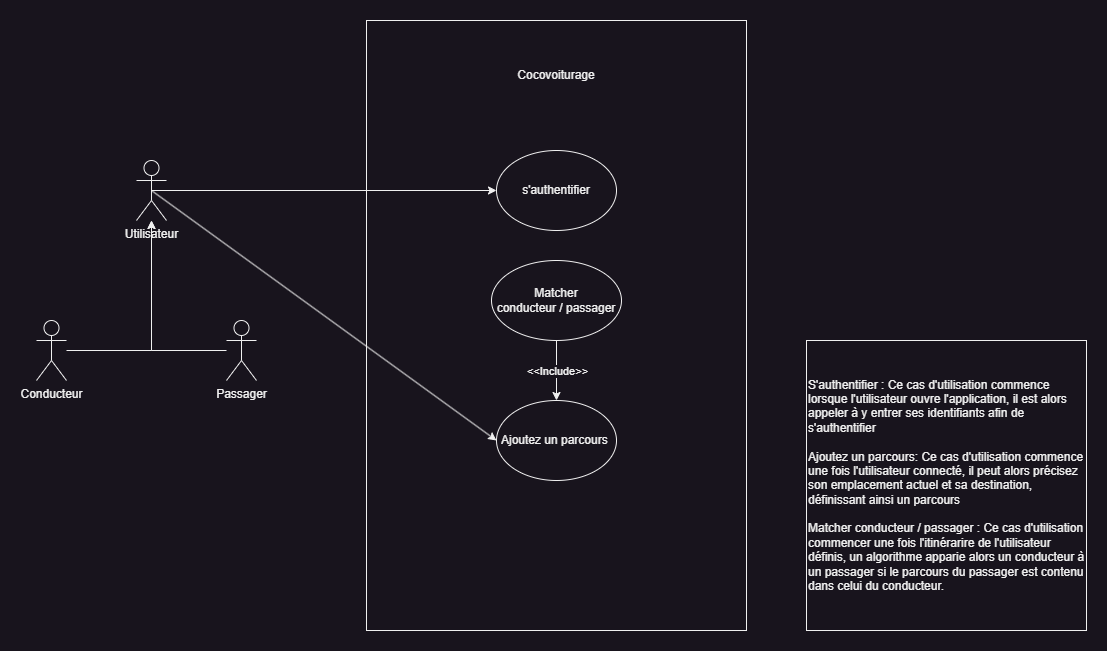 Cocovoiturage
s'authentifier
Utilisateur
Matcher
conducteur / passager
<<Include>>
Conducteur
Passager
Ajoutez un parcours
S'authentifier : Ce cas d'utilisation commence
lorsque l'utilisateur ouvre l'application, il est alors
appeler à y entrer ses identifiants afin de
s'authentifier
Ajoutez un parcours: Ce cas d'utilisation commence
une fois l'utilisateur connecté, il peut alors précisez
son emplacement actuel et sa destination,
définissant ainsi un parcours
Matcher conducteur / passager : Ce cas d'utilisation
commencer une fois l'itinérarire de l'utilisateur
définis, un algorithme apparie alors un conducteur à
un passager si le parcours du passager est contenu
dans celui du conducteur.